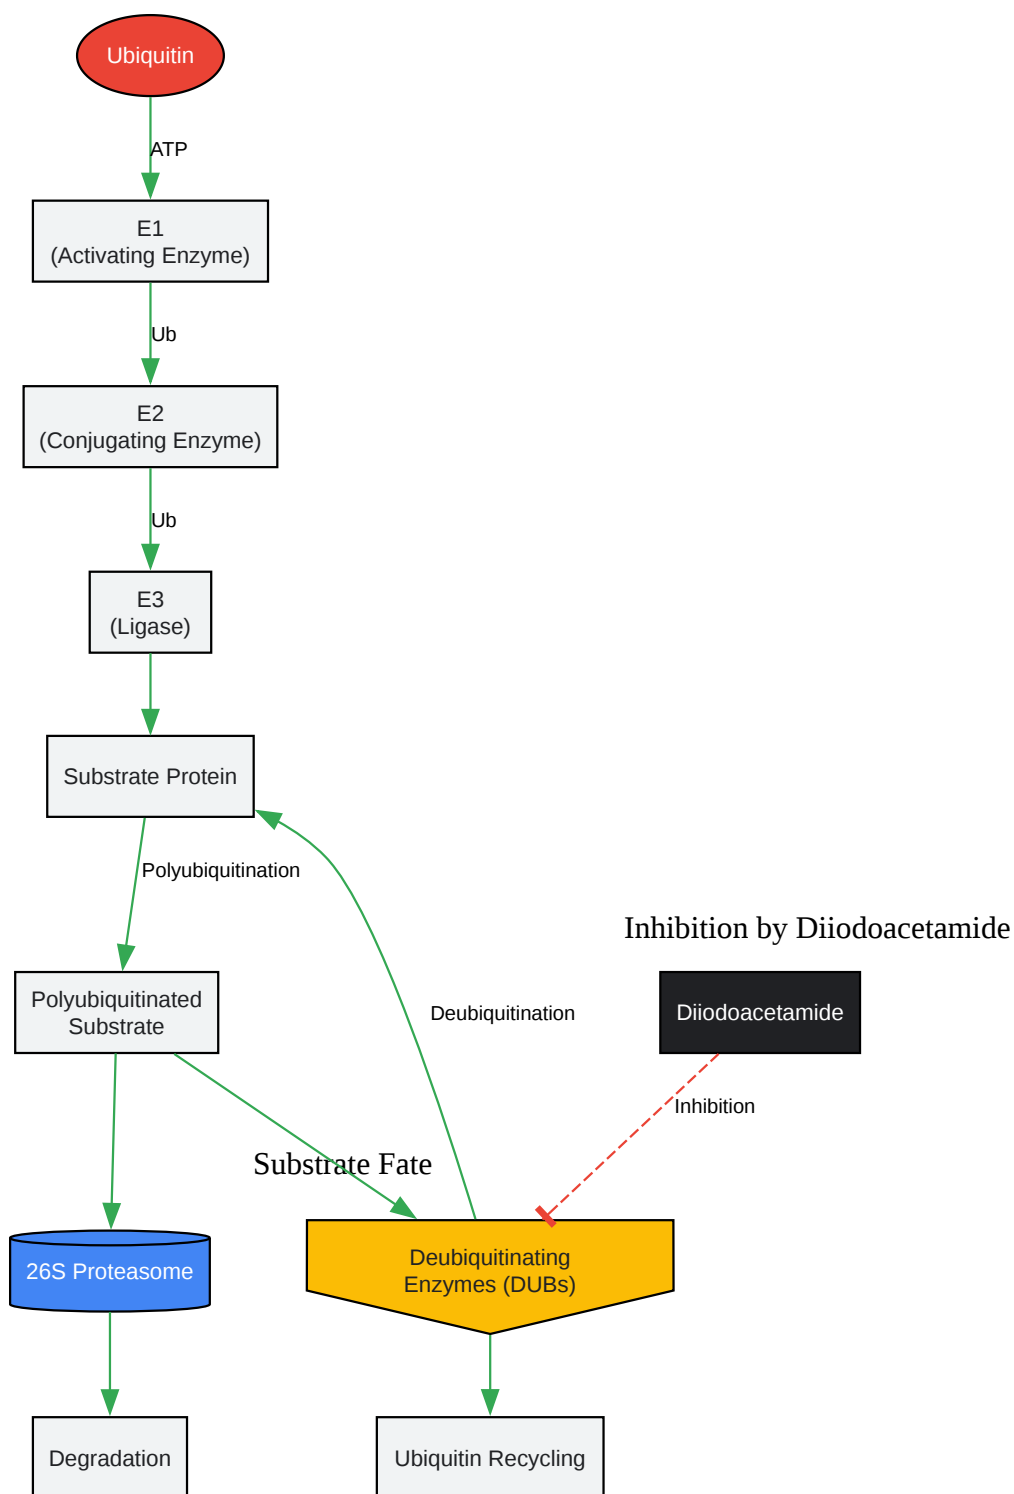 Ubiquitin
ATP
E1
(Activating Enzyme)
Ub
E2
(Conjugating Enzyme)
Ub
E3
(Ligase)
Substrate Protein
Polyubiquitination
Inhibition by Diiodoacetamide
Polyubiquitinated
Substrate
Deubiquitination
Diiodoacetamide
Inhibition
Substrate Fate
26S Proteasome
Deubiquitinating
Enzymes (DUBs)
Degradation
Ubiquitin Recycling